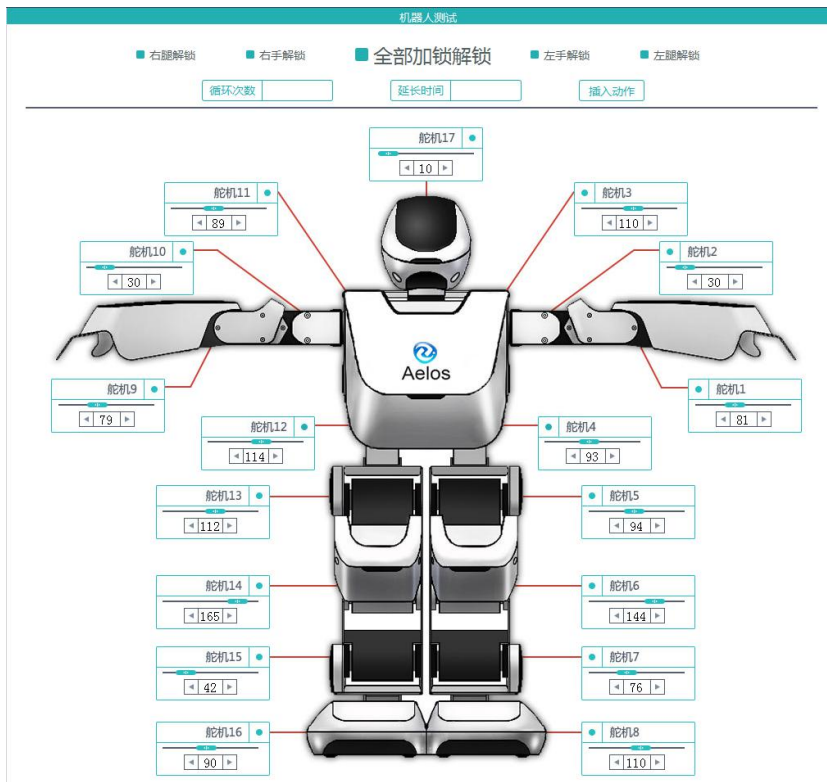 机器人测试
右腿解锁 右手解锁 全部加锁解锁 左手解锁 左腿解锁
循环次数 延长时间 插入动作
舵机17
10
舵机11
89
舵机3
110
舵机10
30
舵机2
30
Aelos
舵机9
79
舵机1
81
舵机12
114
舵机4
93
舵机13
112
舵机5
94
舵机14
165
舵机6
144
舵机15
42
舵机7
76
舵机16
90
舵机8
110